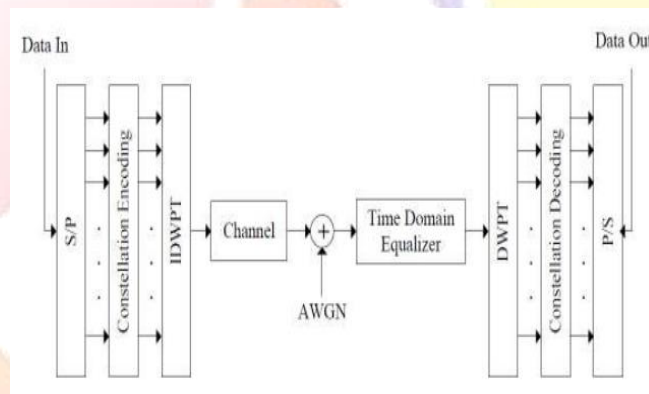 Data In
Data Out
S/P
Constellation Encoding
IDWPT
Channel
+
AWGN
Time Domain
Equalizer
DWPT
Constellation Decoding
P/S